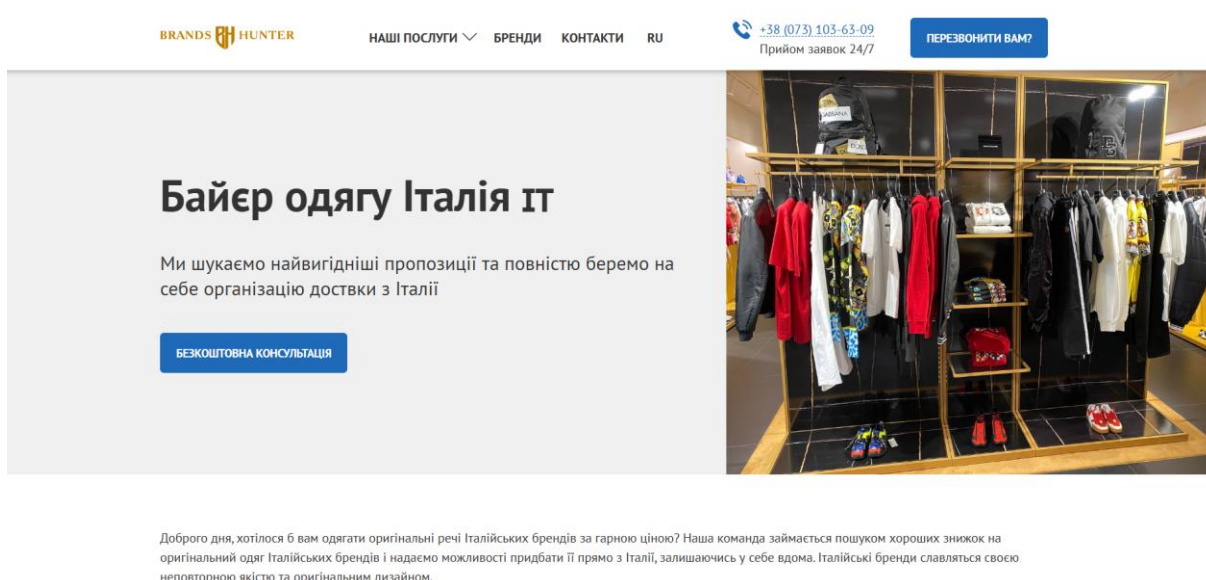 BRANDS BH HUNTER
НАШІ ПОСЛУГИ
БРЕНДИ
КОНТАКТИ
RU
+38 (073) 103-63-09
Прийом заявок 24/7
ПЕРЕЗВОНИТИ ВАМ?
Байєр одягу Італія IT
Ми шукаємо найвигідніші пропозиції та повністю беремо на
себе організацію доствки з Італії
БЕЗКОШТОВНА КОНСУЛЬТАЦІЯ
Доброго дня, хотілося б вам одягати оригінальні речі Італійських брендів за гарною ціною? Наша команда займається пошуком хороших знижок на
оригінальний одяг Італійських брендів і надаємо можливості придбати її прямо з Італії, залишаючись у себе вдома. Італійські бренди славляться своєю
неповторною якістю та оригінальним дизайном.